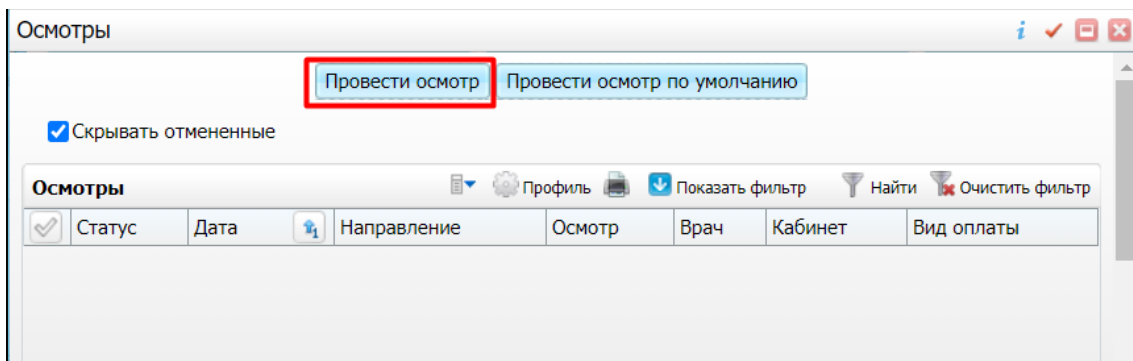 Осмотры
Провести осмотр Провести осмотр по умолчанию
Скрывать отмененные
Осмотры Профиль Показать фильтр Найти Очистить фильтр
Статус Дата 1 Направление Осмотр Врач Кабинет Вид оплаты